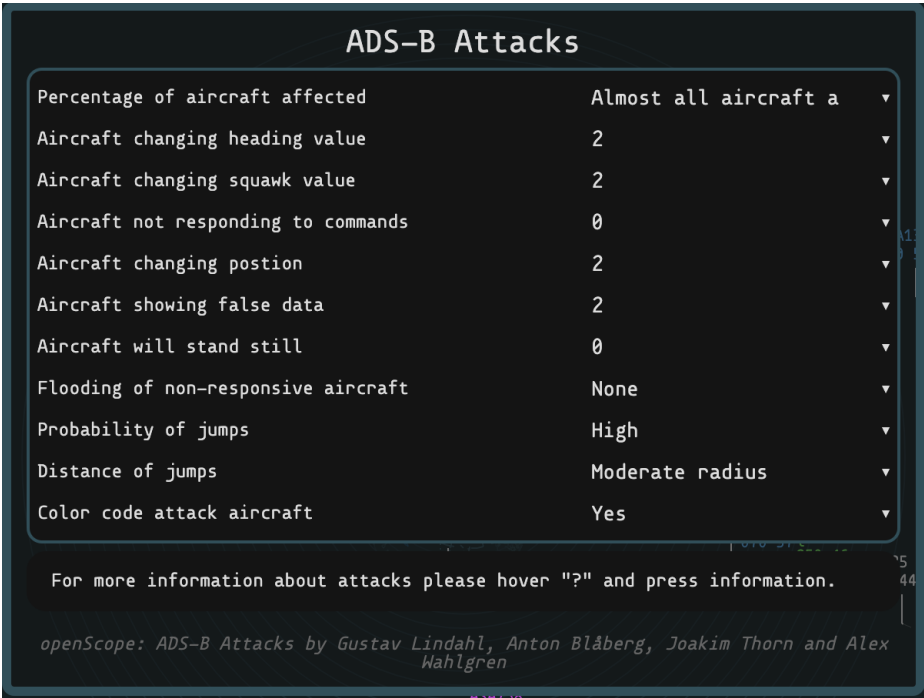 ADS-B Attacks
Percentage of aircraft affected Almost all aircraft a
Aircraft changing heading value 2
Aircraft changing squawk value 2
Aircraft not responding to commands 0
Aircraft changing postion 2
Aircraft showing false data 2
Aircraft will stand still 0
Flooding of non-responsive aircraft None
Probability of jumps High
Distance of jumps Moderate radius
Color code attack aircraft Yes
For more information about attacks please hover "?" and press information.
openScope: ADS-B Attacks by Gustav Lindahl, Anton Blåberg, Joakim Thorn and Alex
Wahlgren